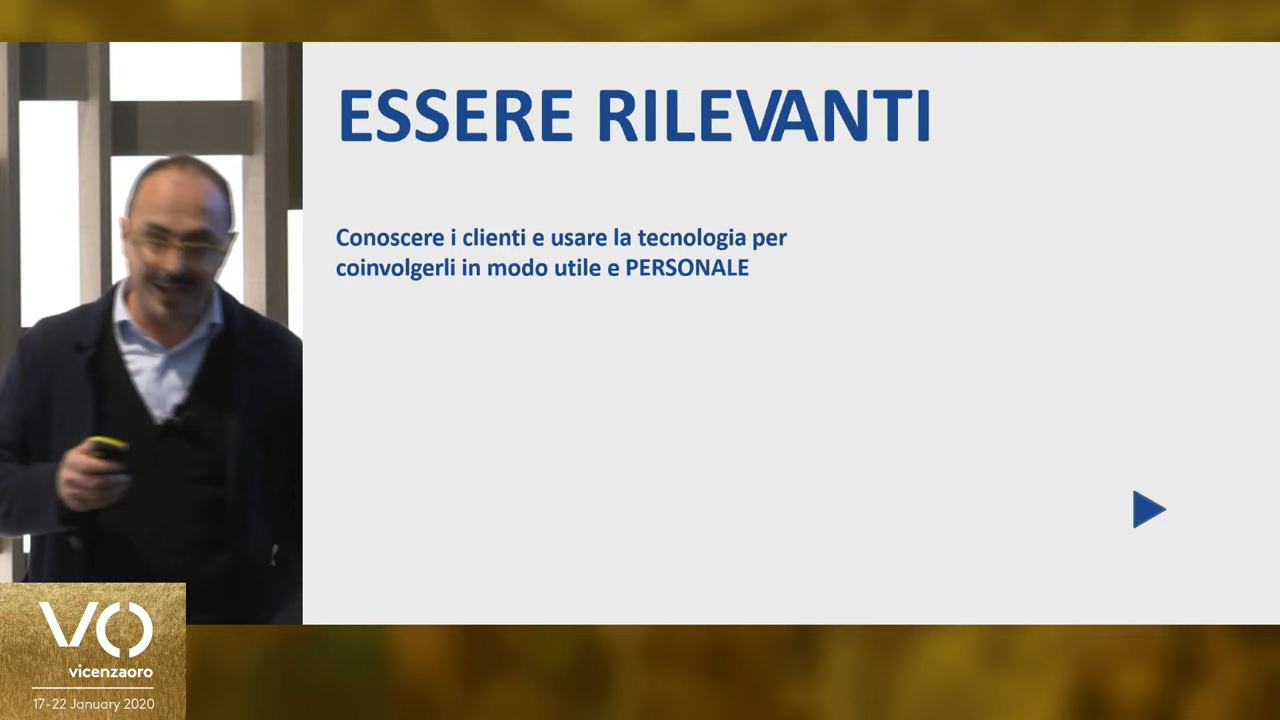 ESSERE RILEVANTI
Conoscere i clienti e usare la tecnologia per
coinvolgerli in modo utile e PERSONALE
VO
vicenzaoro
17-22 January 2020